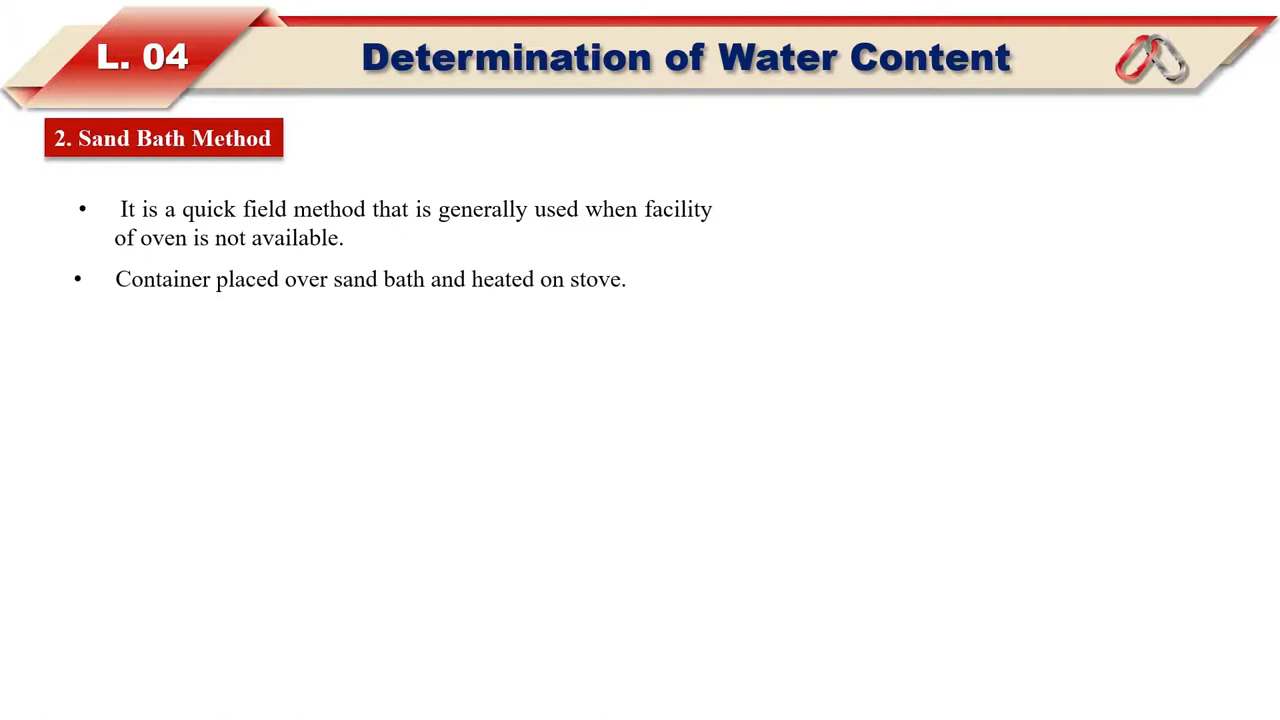 L. 04
Determination of Water Content
2. Sand Bath Method
• It is a quick field method that is generally used when facility
of oven is not available.
• Container placed over sand bath and heated on stove.